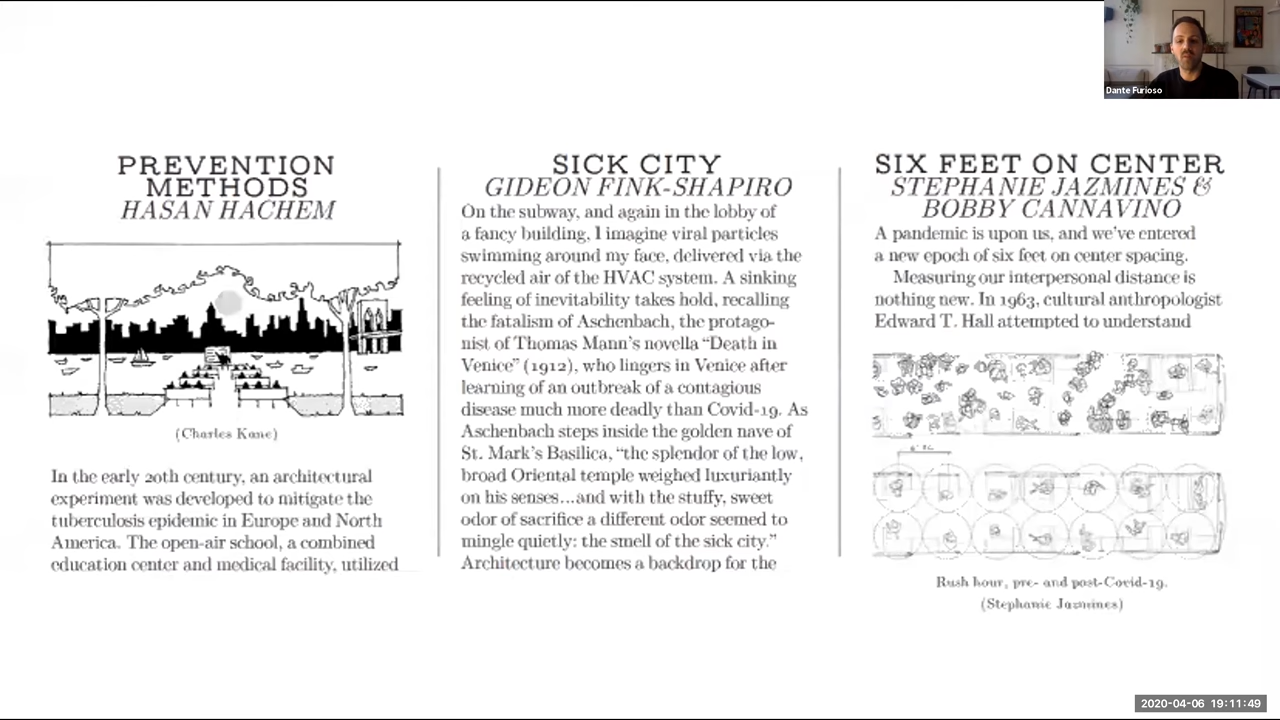 Dante Furioso
PREVENTION
METHODS
HASAN HACHEM
(Charles Kane)
In the early 20th century, an architectural
experiment was developed to mitigate the
tuberculosis epidemic in Europe and North
America. The open-air school, a combined
education center and medical facility, utilized
SICK CITY
GIDEON FINK-SHAPIRO
On the subway, and again in the lobby of
a fancy building, I imagine viral particles
swimming around my face, delivered via the
recycled air of the HVAC system. A sinking
feeling of inevitability takes hold, recalling
the fatalism of Aschenbach, the protago-
nist of Thomas Mann's novella “Death in
Venice” (1912), who lingers in Venice after
learning of an outbreak of a contagious
disease much more deadly than Covid-19. As
Aschenbach steps inside the golden nave of
St. Mark's Basilica, “the splendor of the low,
broad Oriental temple weighed luxuriantly
on his senses...and with the stuffy, sweet
odor of sacrifice a different odor seemed to
mingle quietly: the smell of the sick city.”
Architecture becomes a backdrop for the
SIX FEET ON CENTER
STEPHANIE JAZMINES &
BOBBY CANNAVINO
A pandemic is upon us, and we've entered
a new epoch of six feet on center spacing.
Measuring our interpersonal distance is
nothing new. In 1963, cultural anthropologist
Edward T. Hall attempted to understand
Rush hour, pre- and post-Covid-19.
(Stephanie Jazmines)
2020-04-06 19:11:49